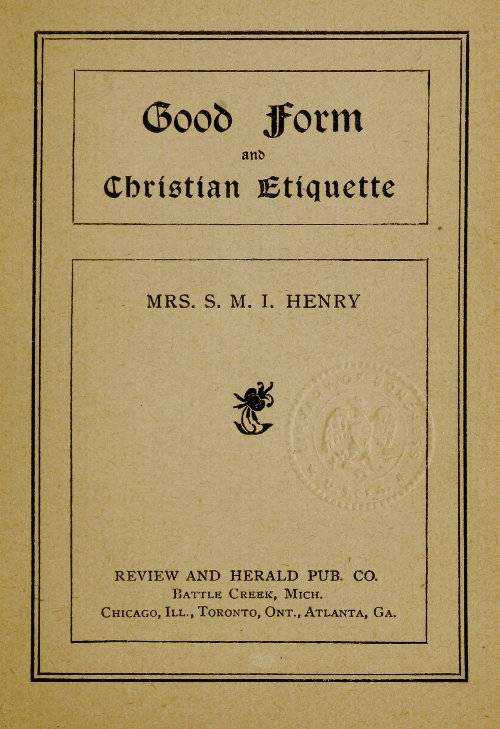 Good Form
and
Christian Etiquette
MRS. S. M. I. HENRY
REVIEW AND HERALD PUB. CO.
BATTLE CREEK, MICH.
CHICAGO, ILL., TORONTO, ONT., ATLANTA, GA.